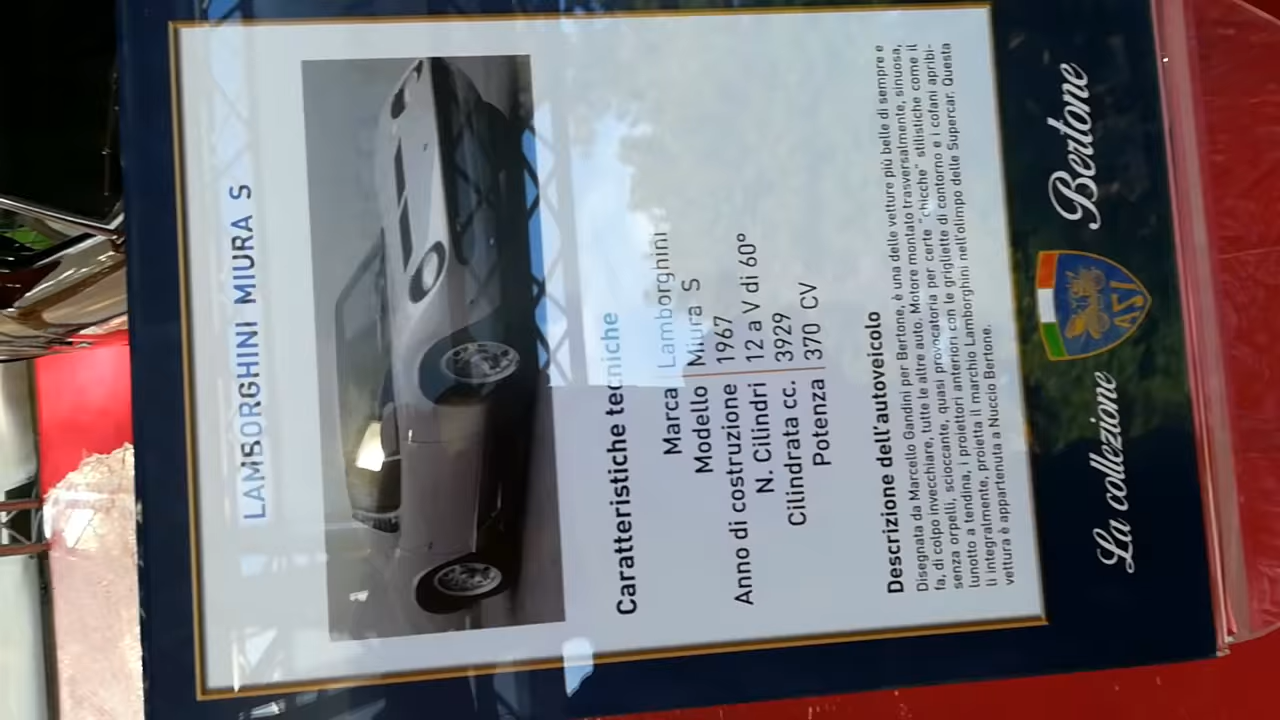 LAMBORGHINI MIURA S
Caratteristiche tecniche
Marca Lamborghini
Modello Miura S
Anno di costruzione 1967
N. Cilindri 12 a V di 60°
Cilindrata cc. 3929
Potenza 370 CV
Descrizione dell'autoveicolo
Disegnata da Marcello Gandini per Bertone, è una delle vetture più belle di sempre e
fa, di colpo invecchiare, tutte le altre auto. Motore montato trasversalmente, sinuosa,
senza orpelli, scioccante, quasi provocatoria per certe "chicche" stilistiche come il
lunotto a tendina, i proiettori anteriori con le grigliette di contorno e i cofani apribi-
li integralmente, proietta il marchio Lamborghini nell'olimpo delle Supercar. Questa
vettura è appartenuta a Nuccio Bertone.
La collezione ASI Bertone